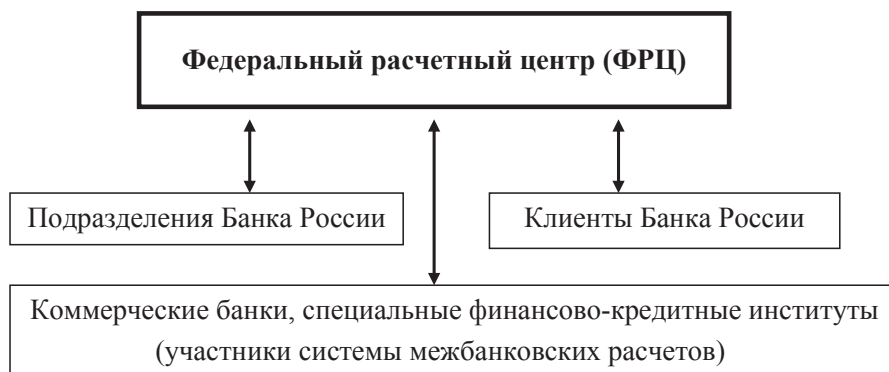 Федеральный расчетный центр (ФРЦ)
Подразделения Банка России
Клиенты Банка России
Коммерческие банки, специальные финансово-кредитные институты
(участники системы межбанковских расчетов)